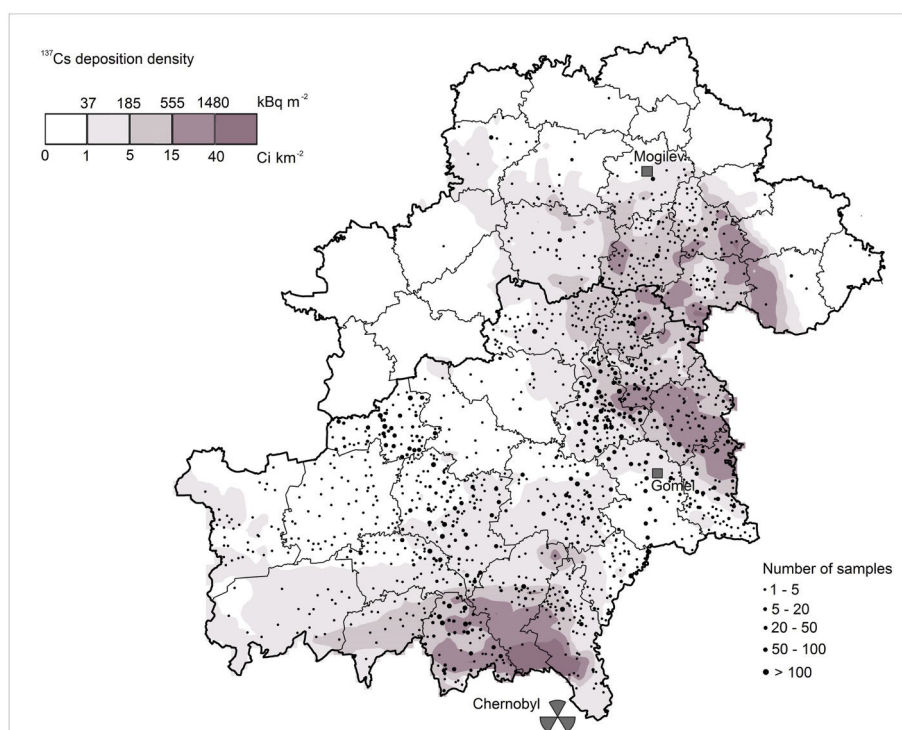 ¹³⁷Cs deposition density
37 185 555 1480 kBq m⁻²
0 1 5 15 40 Ci km⁻²
Mogilev
Gomel
Number of samples
1 - 5
5 - 20
20 - 50
50 - 100
> 100
Chernobyl